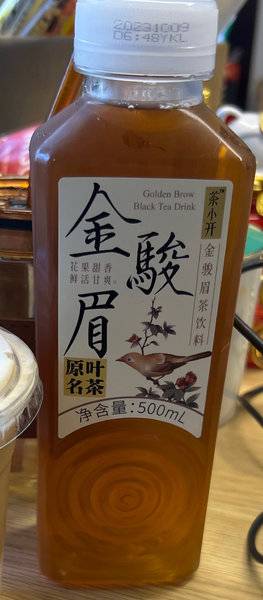 20231009
06:48YKL
Golden Brow
Black Tea Drink
茶小开
金骏眉茶饮料
金駿眉
花果甜香
鲜活甘爽。
原叶
名茶
净含量：500mL